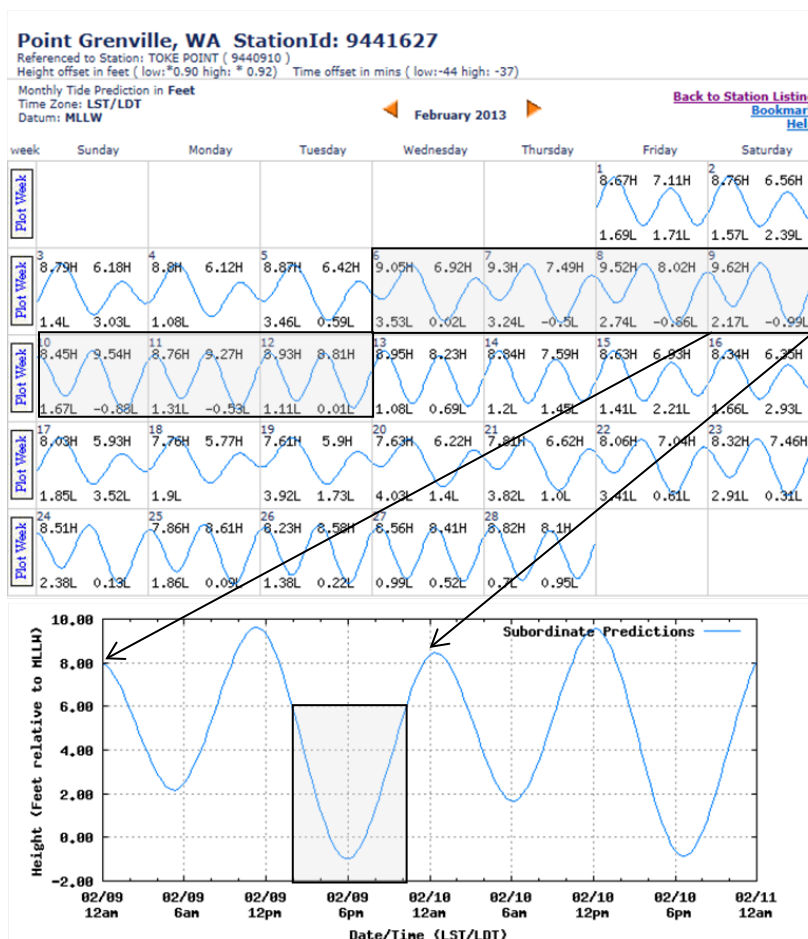 Point Grenville, WA StationId: 9441627
Referenced to Station: TOKE POINT ( 9440910 )
Height offset in feet ( low:*0.90 high: * 0.92) Time offset in mins ( low:-44 high: -37)
Monthly Tide Prediction in Feet
Time Zone: LST/LDT
Datum: MLLW
February 2013
Back to Station Listing
Bookmark
Hel
week Sunday Monday Tuesday Wednesday Thursday Friday Saturday
Plot Week
1 2
8.67H 7.11H 8.76H 6.56H
1.69L 1.71L 1.57L 2.39L
Plot Week
3 4 5 6 7 8 9
8.79H 6.18H 8.8H 6.12H 8.87H 6.42H 9.05H 6.92H 9.3H 7.49H 9.52H 8.02H 9.62H
1.4L 3.03L 1.08L 3.46L 0.59L 3.53L 0.02L 3.24L -0.5L 2.74L -0.86L 2.17L -0.99L
Plot Week
10 11 12 13 14 15 16
8.45H 9.54H 8.76H 9.27H 8.93H 8.81H 8.95H 8.23H 8.84H 7.59H 8.63H 6.93H 8.34H 6.35H
1.67L -0.88L 1.31L -0.53L 1.11L 0.01L 1.08L 0.69L 1.2L 1.45L 1.41L 2.21L 1.66L 2.93L
Plot Week
17 18 19 20 21 22 23
8.03H 5.93H 7.76H 5.77H 7.61H 5.9H 7.63H 6.22H 7.81H 6.62H 8.06H 7.04H 8.32H 7.46H
1.85L 3.52L 1.9L 3.92L 1.73L 4.03L 1.4L 3.82L 1.0L 3.41L 0.61L 2.91L 0.31L
Plot Week
24 25 26 27 28
8.51H 7.86H 8.61H 8.23H 8.58H 8.56H 8.41H 8.82H 8.1H
2.38L 0.13L 1.86L 0.09L 1.38L 0.22L 0.99L 0.52L 0.7L 0.95L
Subordinate Predictions
Height (Feet relative to MLLW)
10.00
8.00
6.00
4.00
2.00
0.00
-2.00
02/09 02/09 02/09 02/09 02/10 02/10 02/10 02/10 02/11
12am 6am 12pm 6pm 12am 6am 12pm 6pm 12am
Date/Time (LST/LDT)